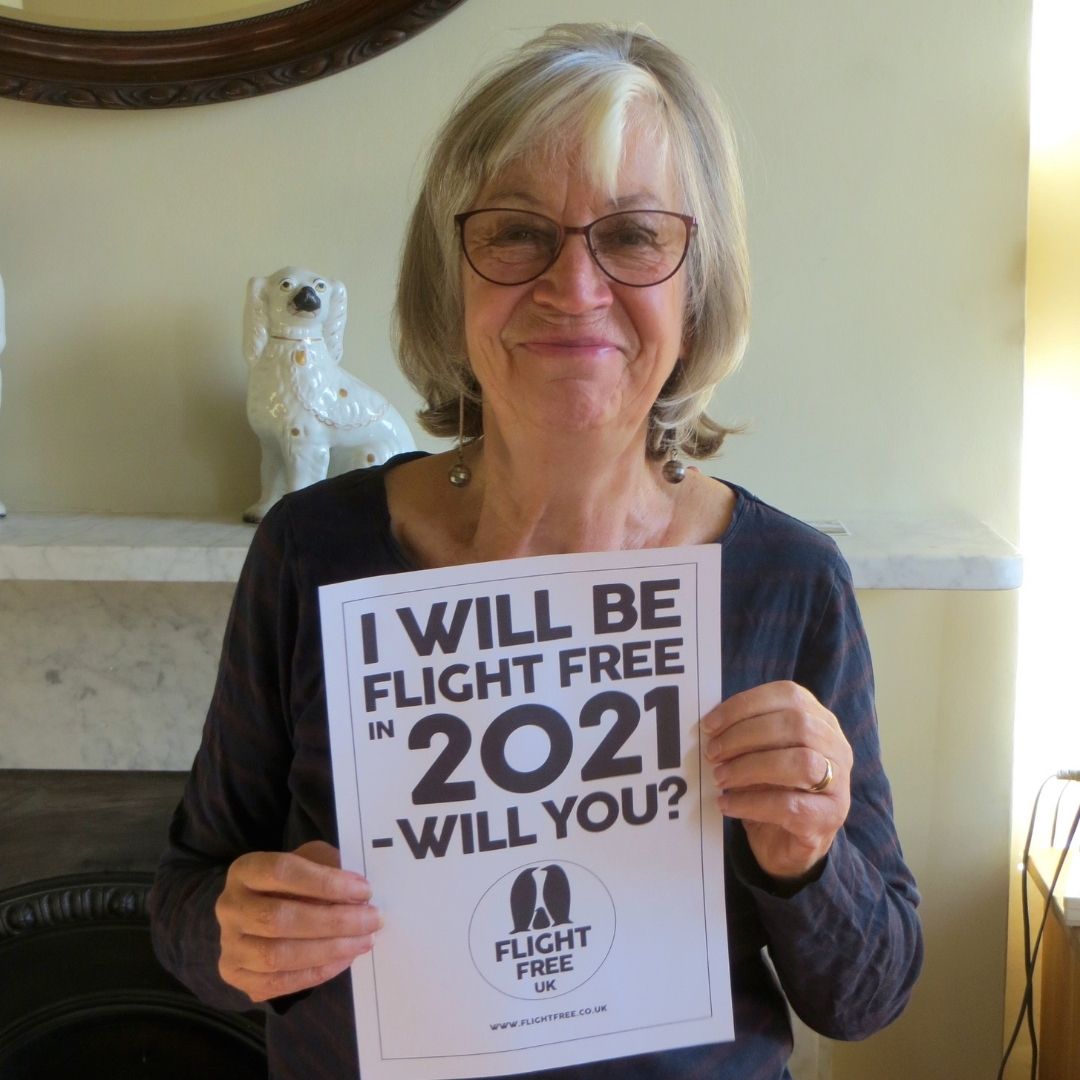 I WILL BE
FLIGHT FREE
IN 2021
-WILL YOU?
FLIGHT
FREE
UK
WWW.FLIGHTFREE.CO.UK